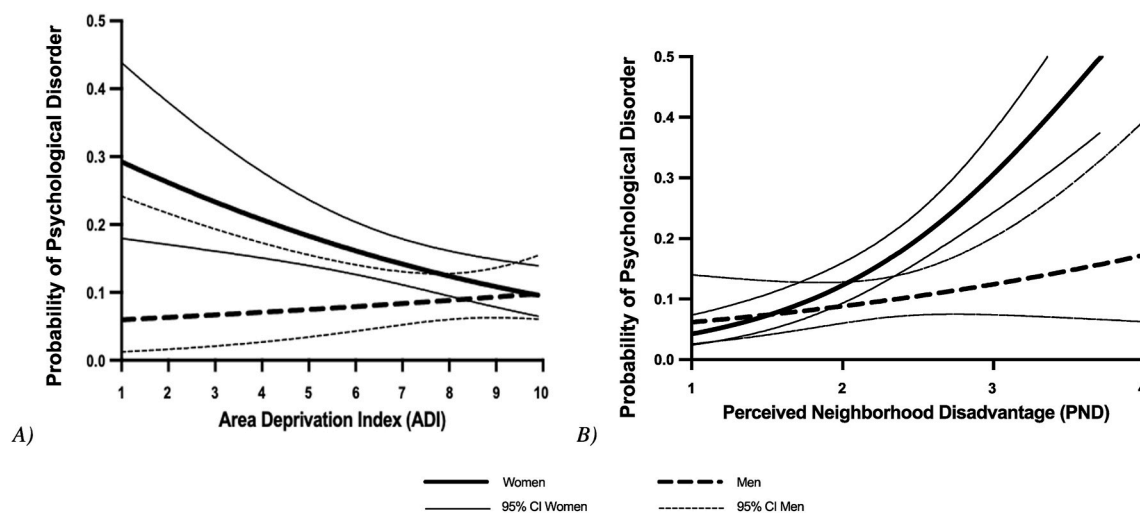 Probability of Psychological Disorder
0.5
0.4
0.3
0.2
0.1
0.0
1 2 3 4 5 6 7 8 9 10
Area Deprivation Index (ADI)
A)
Probability of Psychological Disorder
0.5
0.4
0.3
0.2
0.1
0.0
1 2 3 4
Perceived Neighborhood Disadvantage (PND)
B)
Women Men
95% CI Women 95% CI Men